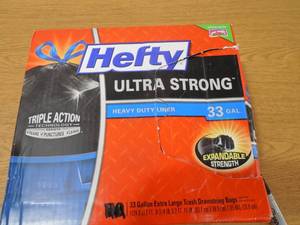 Hefty
ULTRA STRONG
HEAVY DUTY LINER
33 GAL
TRIPLE ACTION
TECHNOLOGY
EXPANDABLE
STRENGTH
33 Gallon Extra Large Trash Drawstring Bags